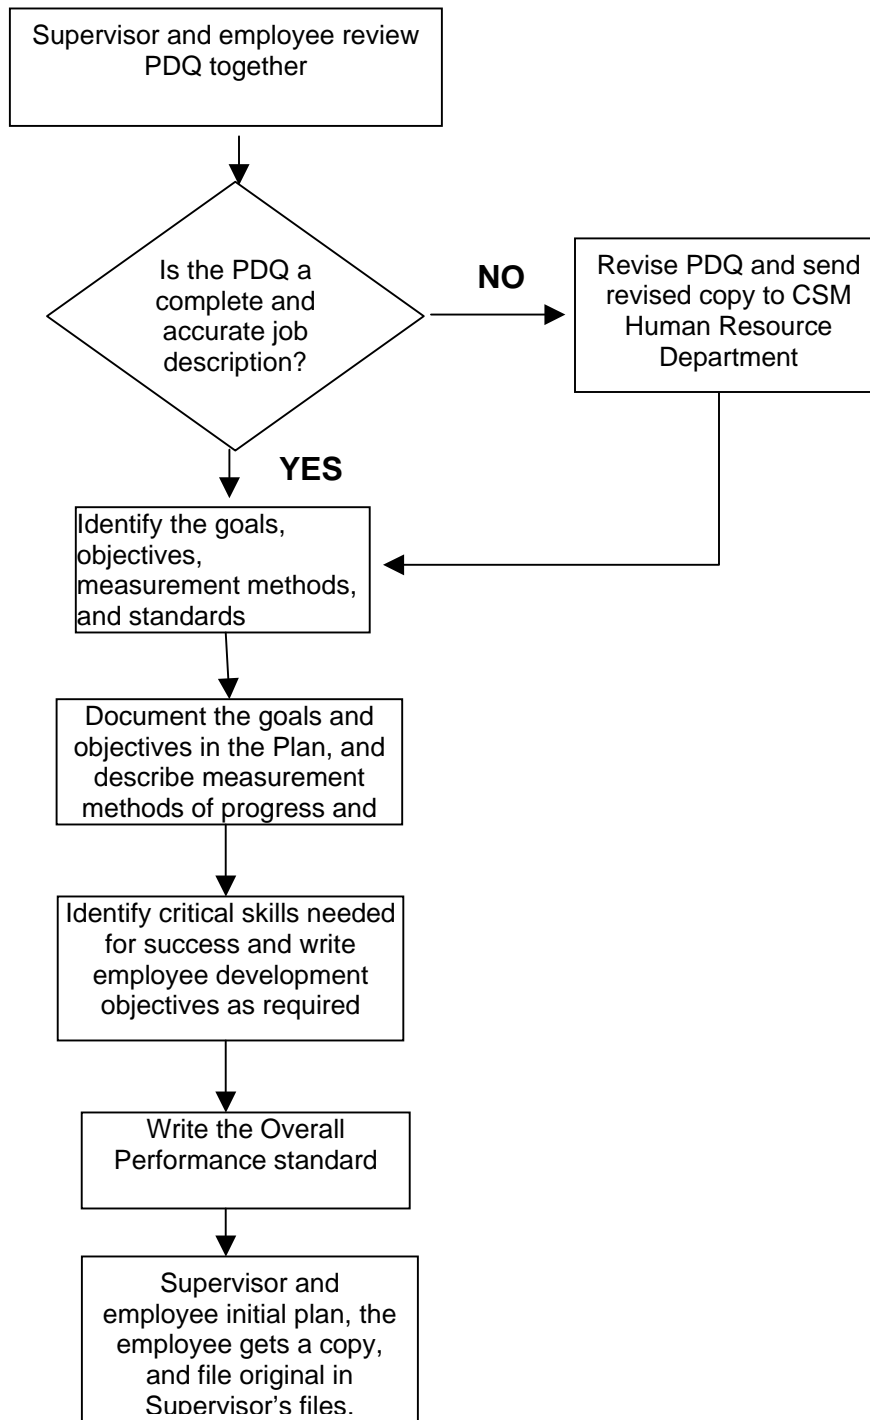 Supervisor and employee review
PDQ together
Is the PDQ a
complete and
accurate job
description?
NO
Revise PDQ and send
revised copy to CSM
Human Resource
Department
YES
Identify the goals,
objectives,
measurement methods,
and standards
Document the goals and
objectives in the Plan, and
describe measurement
methods of progress and
Identify critical skills needed
for success and write
employee development
objectives as required
Write the Overall
Performance standard
Supervisor and
employee initial plan, the
employee gets a copy,
and file original in
Supervisor's files.